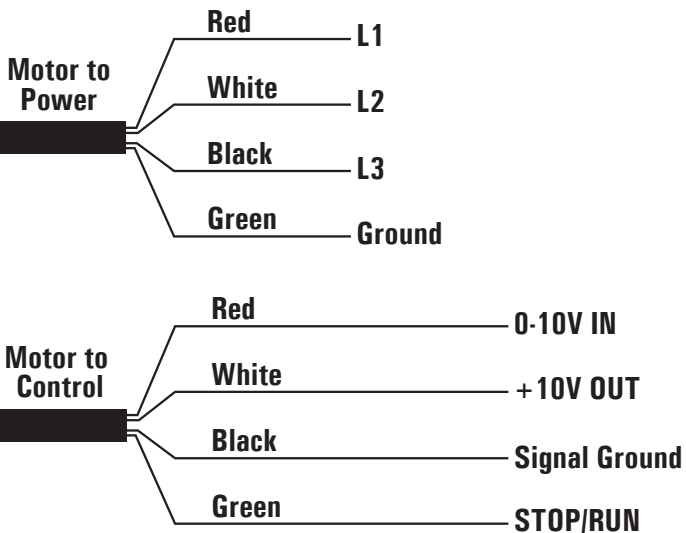 Motor to
Power
Red
L1
White
L2
Black
L3
Green
Ground
Motor to
Control
Red
0-10V IN
White
+10V OUT
Black
Signal Ground
Green
STOP/RUN